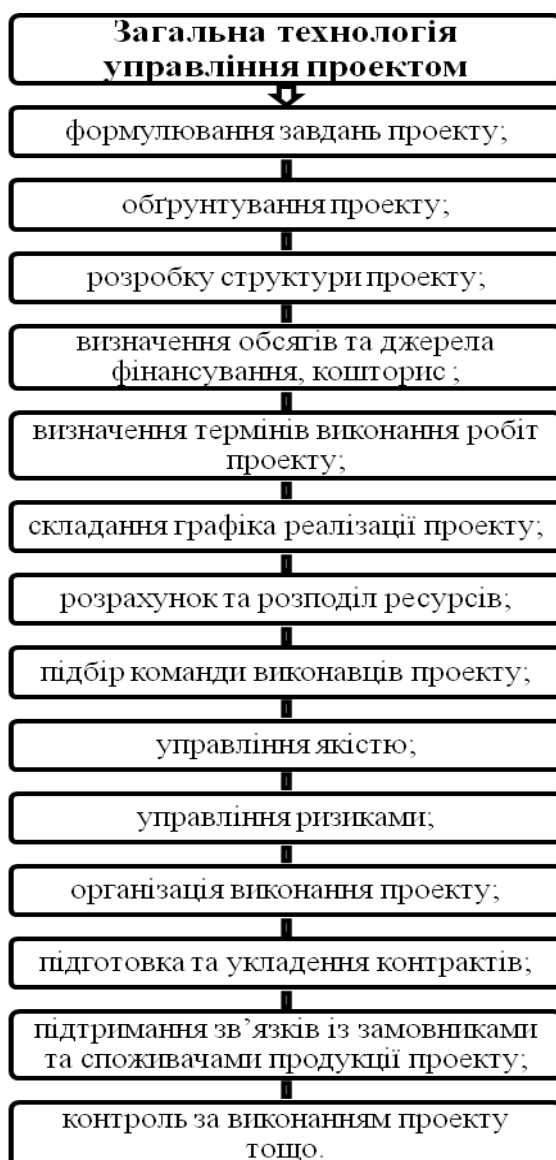 Загальна технологія
управління проектом
формулювання завдань проекту;
обґрунтування проекту;
розробку структури проекту;
визначення обсягів та джерела
фінансування, кошторис ;
визначення термінів виконання робіт
проекту;
складання графіка реалізації проекту;
розрахунок та розподіл ресурсів;
підбір команди виконавців проекту;
управління якістю;
управління ризиками;
організація виконання проекту;
підготовка та укладення контрактів;
підтримання зв’язків із замовниками
та споживачами продукції проекту;
контроль за виконанням проекту
тощо.